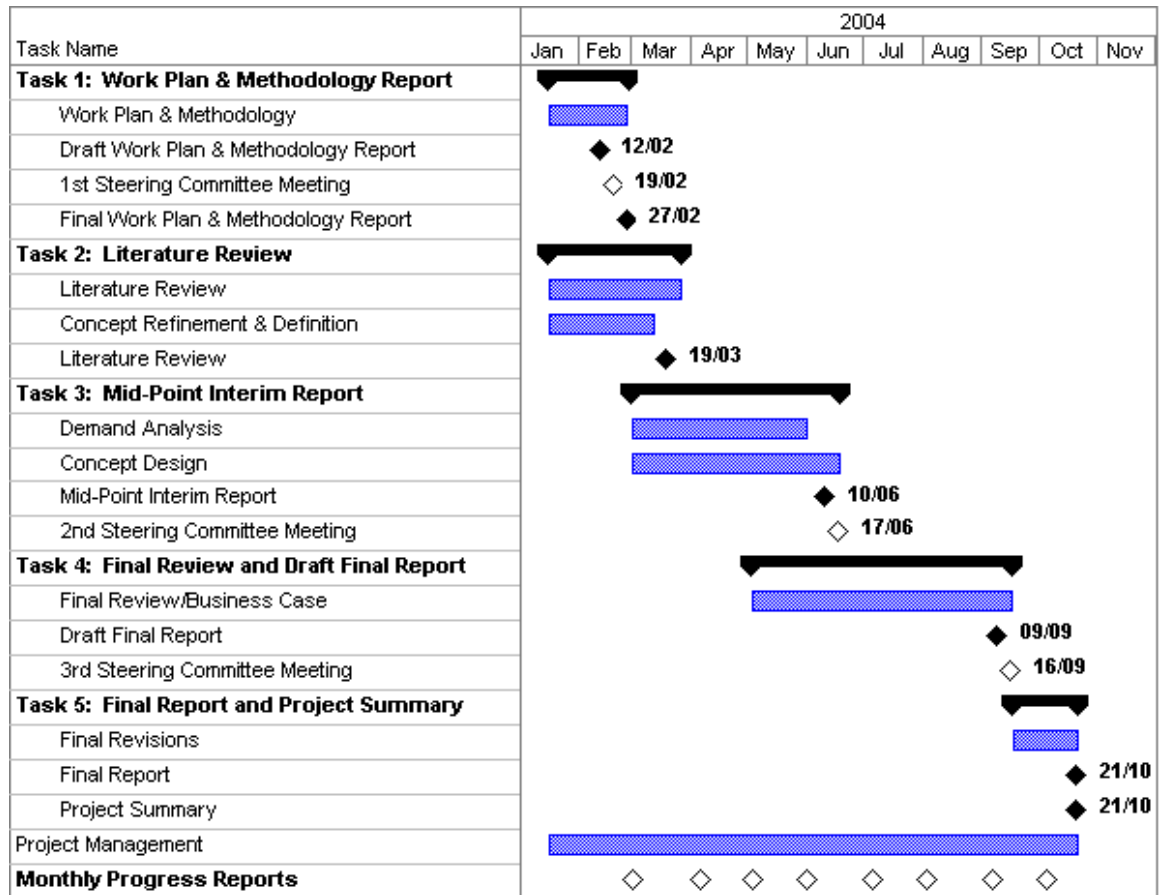 2004
Task Name Jan Feb Mar Apr May Jun Jul Aug Sep Oct Nov
Task 1: Work Plan & Methodology Report
Work Plan & Methodology
Draft Work Plan & Methodology Report 12/02
1st Steering Committee Meeting 19/02
Final Work Plan & Methodology Report 27/02
Task 2: Literature Review
Literature Review
Concept Refinement & Definition
Literature Review 19/03
Task 3: Mid-Point Interim Report
Demand Analysis
Concept Design
Mid-Point Interim Report 10/06
2nd Steering Committee Meeting 17/06
Task 4: Final Review and Draft Final Report
Final Review/Business Case
Draft Final Report 09/09
3rd Steering Committee Meeting 16/09
Task 5: Final Report and Project Summary
Final Revisions
Final Report 21/10
Project Summary 21/10
Project Management
Monthly Progress Reports